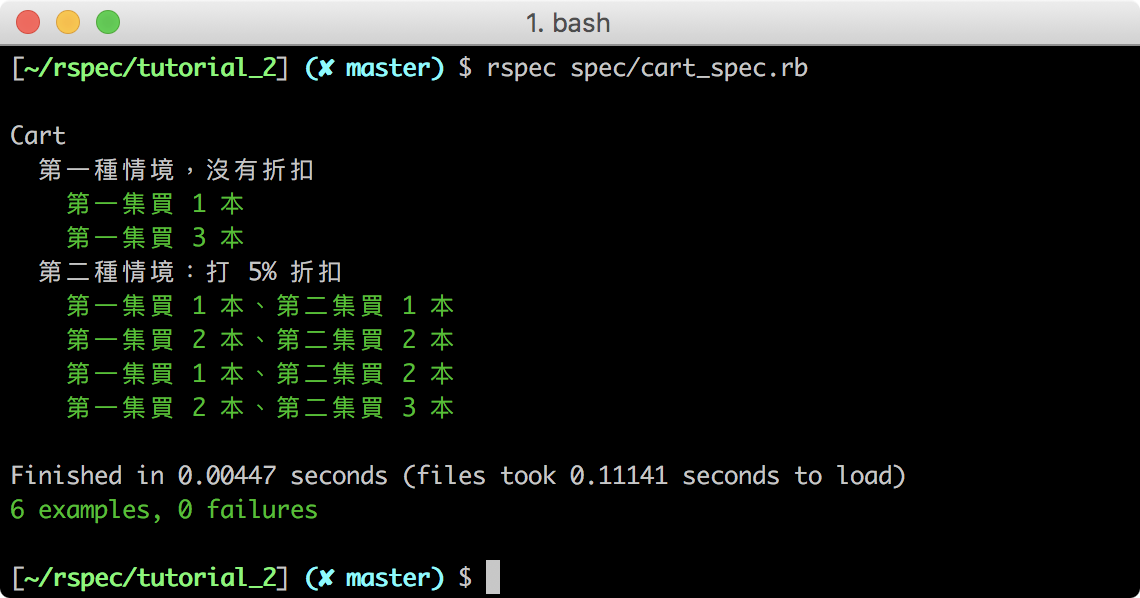 1. bash
[~/rspec/tutorial_2] (✘ master) $ rspec spec/cart_spec.rb
Cart
第一種情境，沒有折扣
第一集買 1 本
第一集買 3 本
第二種情境：打 5% 折扣
第一集買 1 本、第二集買 1 本
第一集買 2 本、第二集買 2 本
第一集買 1 本、第二集買 2 本
第一集買 2 本、第二集買 3 本
Finished in 0.00447 seconds (files took 0.11141 seconds to load)
6 examples, 0 failures
[~/rspec/tutorial_2] (✘ master) $